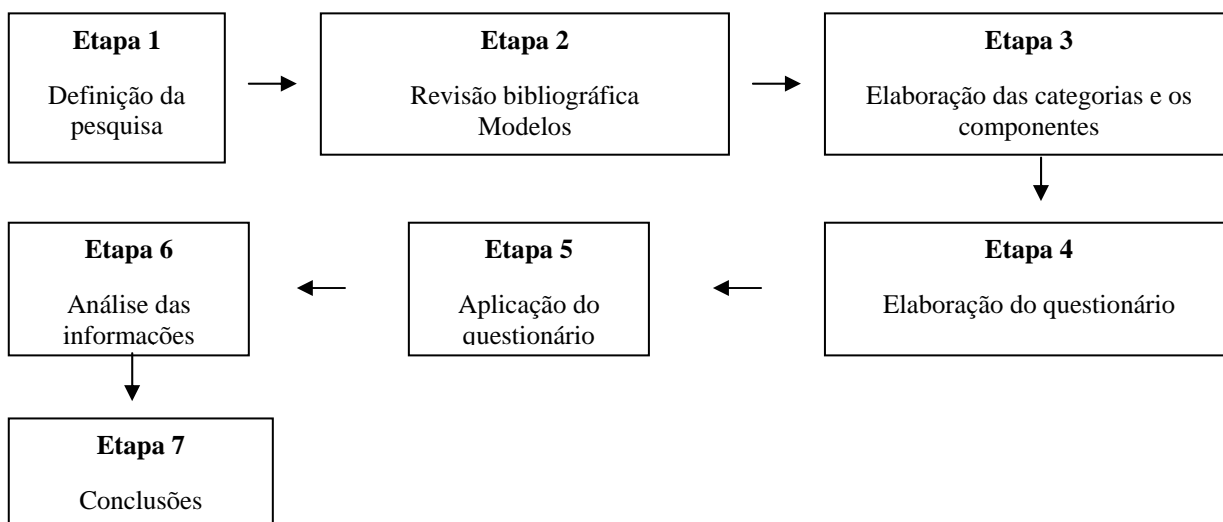 Etapa 1
Definição da
pesquisa
Etapa 2
Revisão bibliográfica
Modelos
Etapa 3
Elaboração das categorias e os
componentes
Etapa 4
Elaboração do questionário
Etapa 5
Aplicação do
questionário
Etapa 6
Análise das
informações
Etapa 7
Conclusões